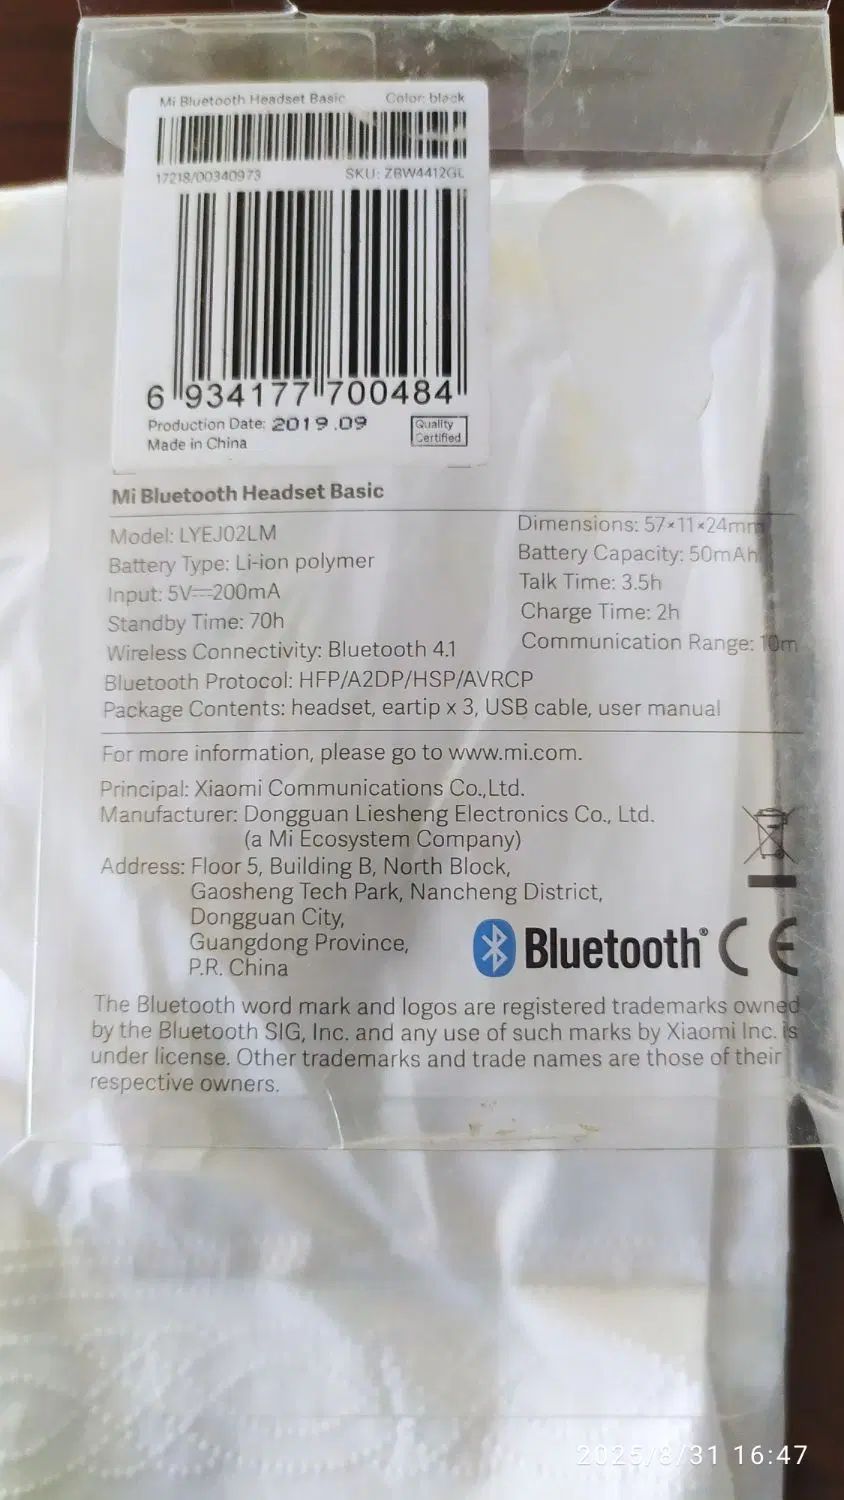 Mi Bluetooth Headset Basic Color: black
17218/00340973 SKU: ZBW4412GL
6 934177 700484
Production Date: 2019.09
Made in China
Quality
Certified
Mi Bluetooth Headset Basic
Model: LYEJ02LM
Battery Type: Li-ion polymer
Input: 5V⎓200mA
Standby Time: 70h
Wireless Connectivity: Bluetooth 4.1
Dimensions: 57×11×24mm
Battery Capacity: 50mAh
Talk Time: 3.5h
Charge Time: 2h
Communication Range: 10m
Bluetooth Protocol: HFP/A2DP/HSP/AVRCP
Package Contents: headset, eartip x 3, USB cable, user manual
For more information, please go to www.mi.com.
Principal: Xiaomi Communications Co.,Ltd.
Manufacturer: Dongguan Liesheng Electronics Co., Ltd.
(a Mi Ecosystem Company)
Address: Floor 5, Building B, North Block,
Gaosheng Tech Park, Nancheng District,
Dongguan City,
Guangdong Province,
P.R. China
Bluetooth® CE
The Bluetooth word mark and logos are registered trademarks owned
by the Bluetooth SIG, Inc. and any use of such marks by Xiaomi Inc. is
under license. Other trademarks and trade names are those of their
respective owners.
2025/8/31 16:47